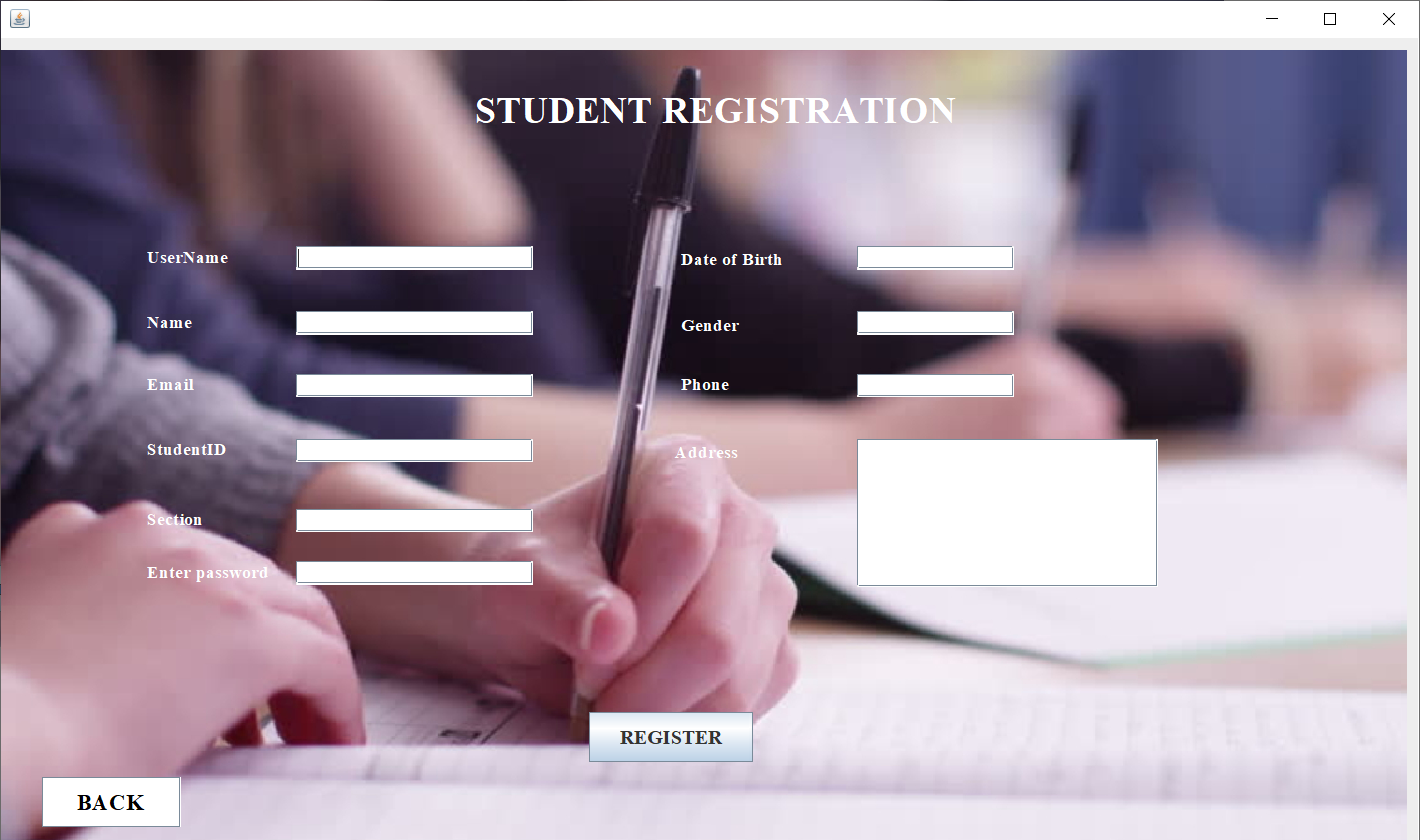 STUDENT REGISTRATION
UserName
Date of Birth
Name
Gender
Email
Phone
StudentID
Address
Section
Enter password
REGISTER
BACK